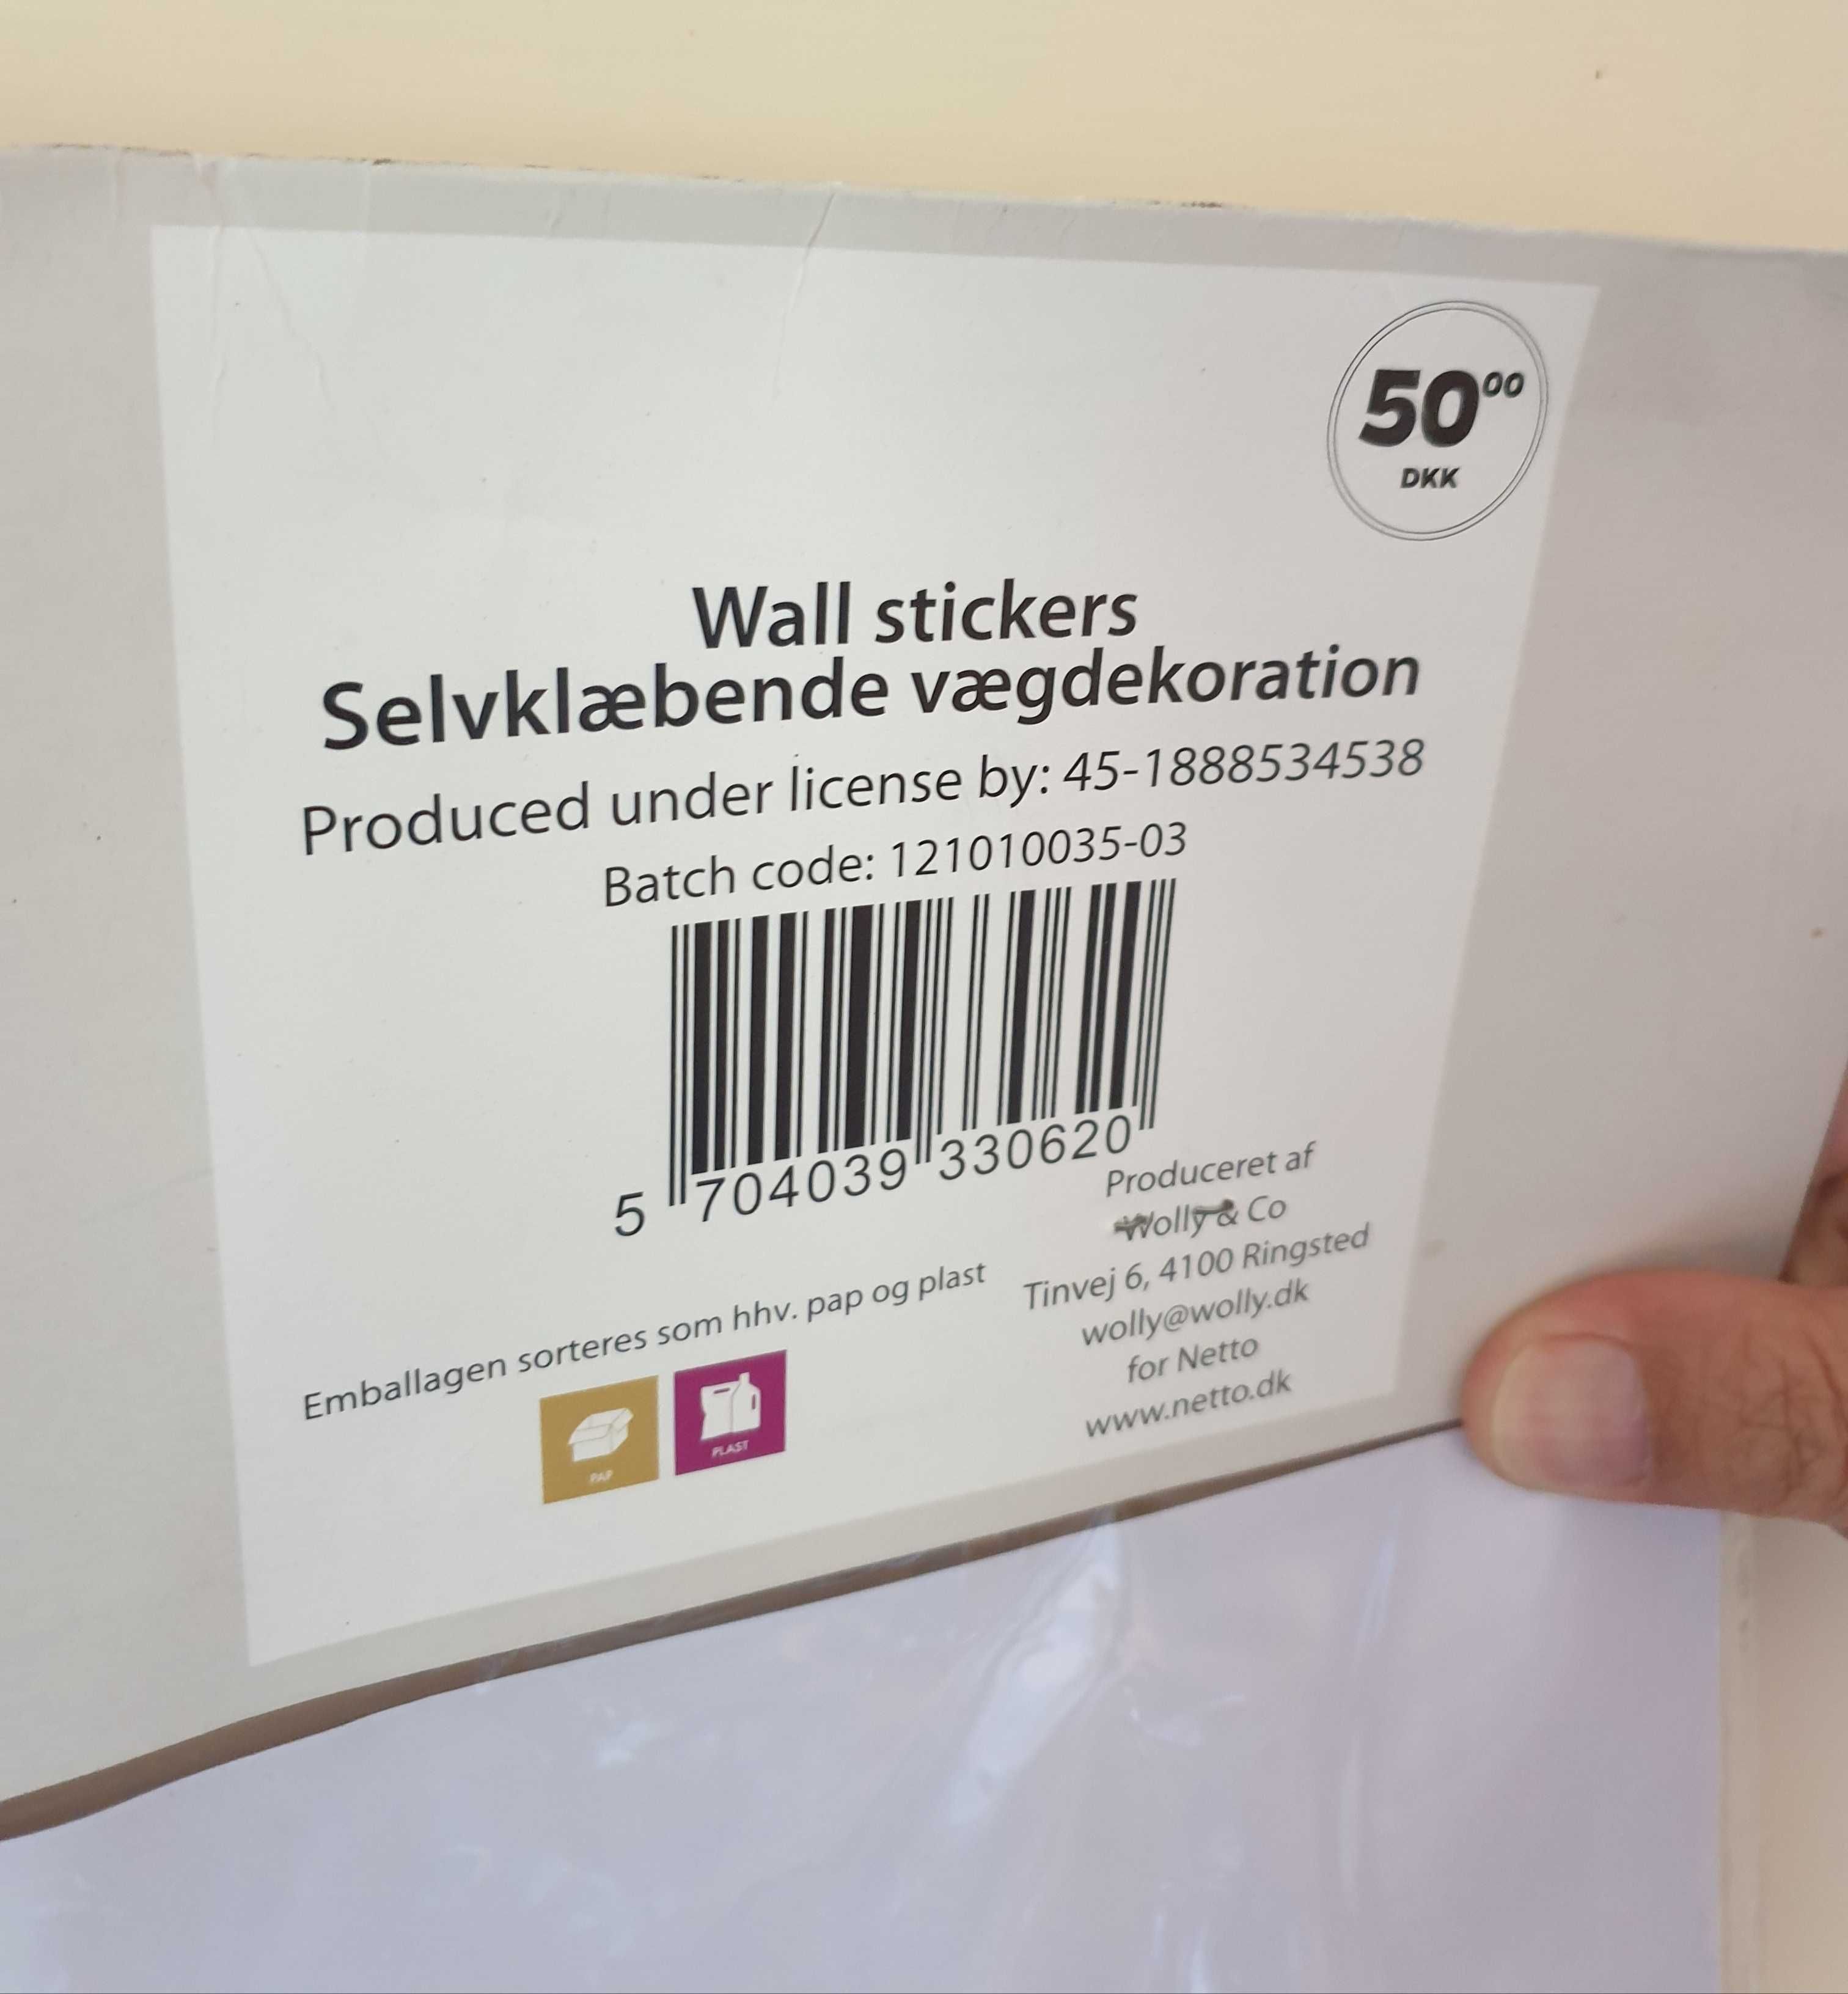 50⁰⁰
DKK
Wall stickers
Selvklæbende vægdekoration
Produced under license by: 45-1888534538
Batch code: 121010035-03
5 704039 330620
Produceret af
Wolly & Co
Tinvej 6, 4100 Ringsted
wolly@wolly.dk
for Netto
www.netto.dk
Emballagen sorteres som hhv. pap og plast
PAP
PLAST